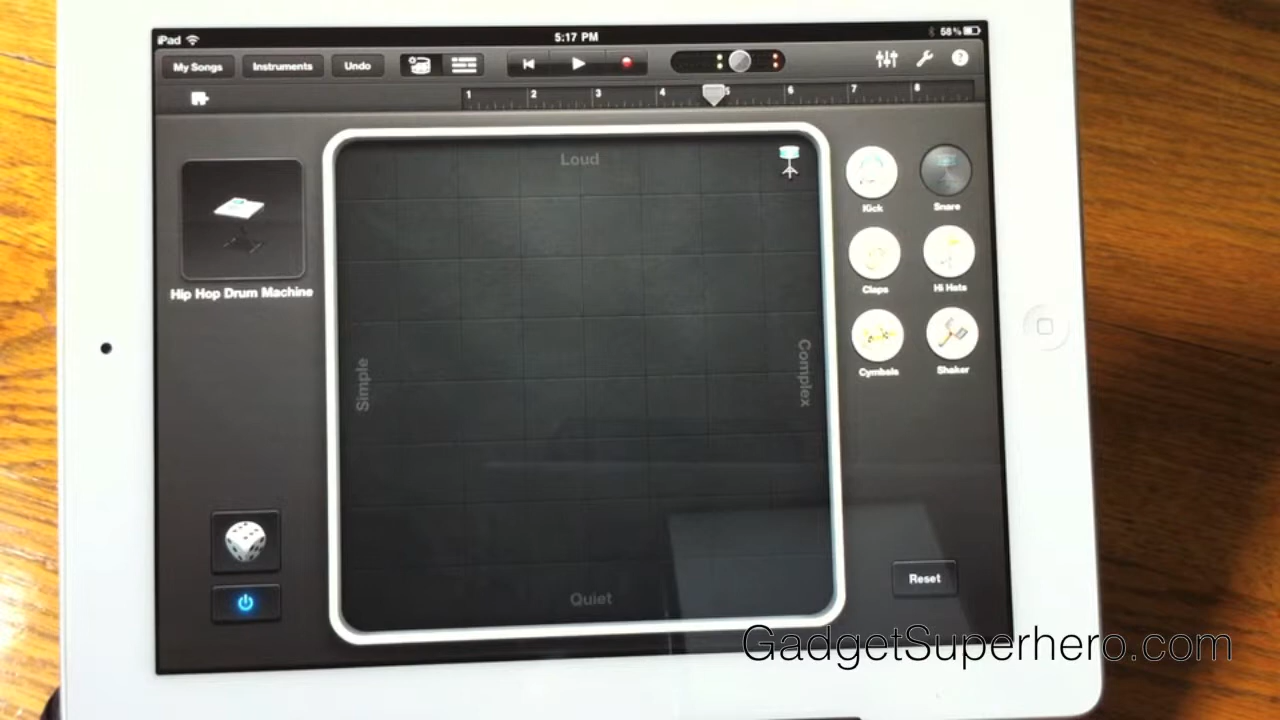 iPad
5:17 PM
58%
My Songs
Instruments
Undo
?
1 2 3 4 5 6 7 8
Loud
Kick
Snare
Claps
Hi Hats
Hip Hop Drum Machine
Simple
Complex
Cymbals
Shaker
Reset
Quiet
GadgetSuperhero.com